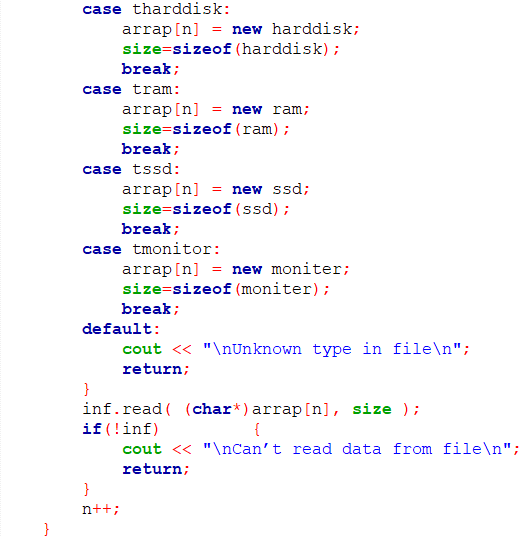 case tharddisk:
arrap[n] = new harddisk;
size=sizeof(harddisk);
break;
case tram:
arrap[n] = new ram;
size=sizeof(ram);
break;
case tssd:
arrap[n] = new ssd;
size=sizeof(ssd);
break;
case tmonitor:
arrap[n] = new moniter;
size=sizeof(moniter);
break;
default:
cout << "\nUnknown type in file\n";
return;
}
inf.read( (char*)arrap[n], size );
if(!inf) {
cout << "\nCan’t read data from file\n";
return;
}
n++;
}